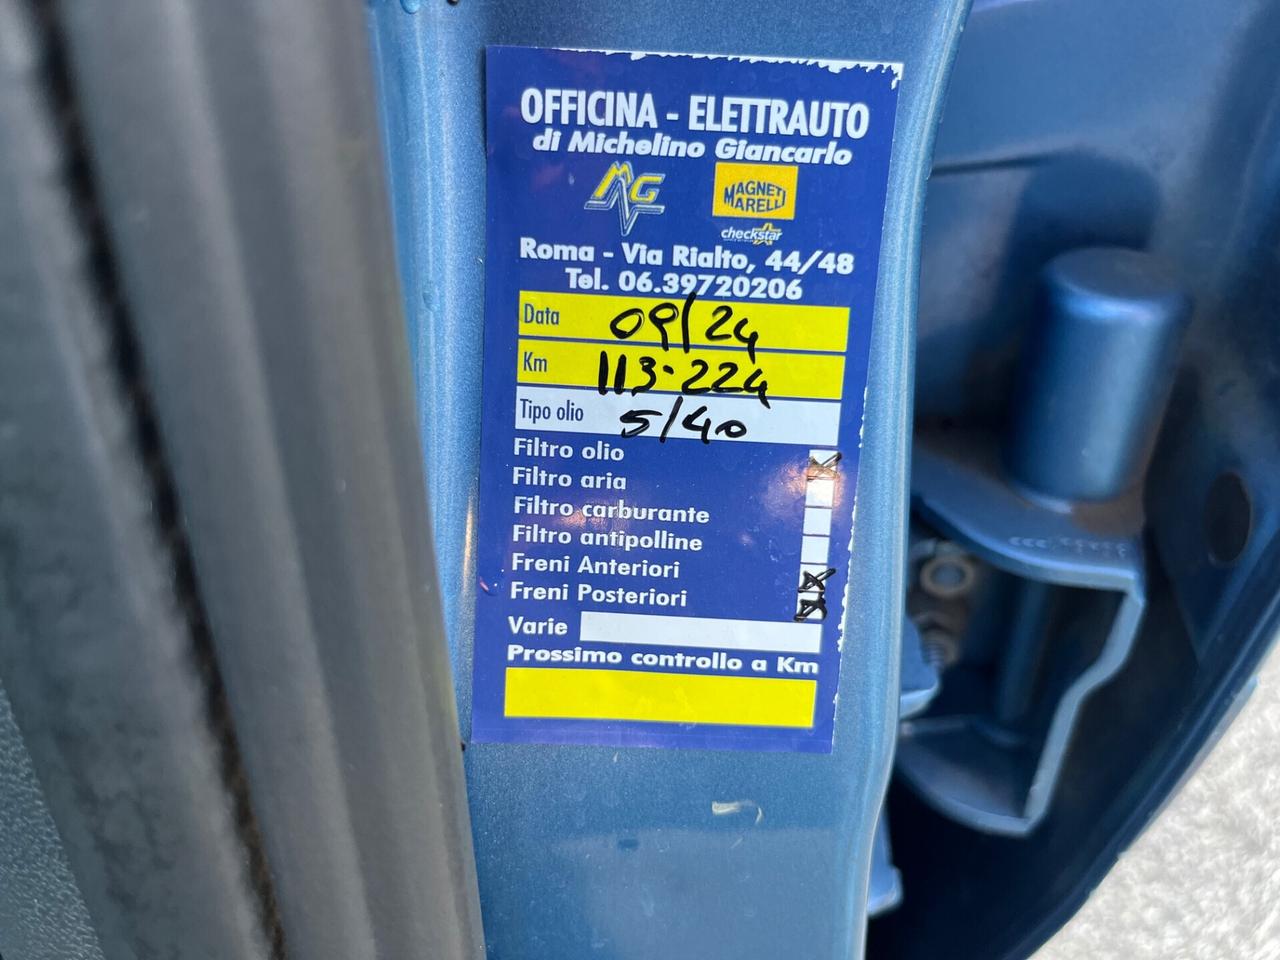 OFFICINA - ELETTRAUTO
di Michelino Giancarlo
MG
MAGNETI
MARELLI
checkstar
Roma - Via Rialto, 44/48
Tel. 06.39720206
Data 09/24
Km 113.224
Tipo olio 5/40
Filtro olio X
Filtro aria
Filtro carburante
Filtro antipolline
Freni Anteriori X
Freni Posteriori X
Varie
Prossimo controllo a Km